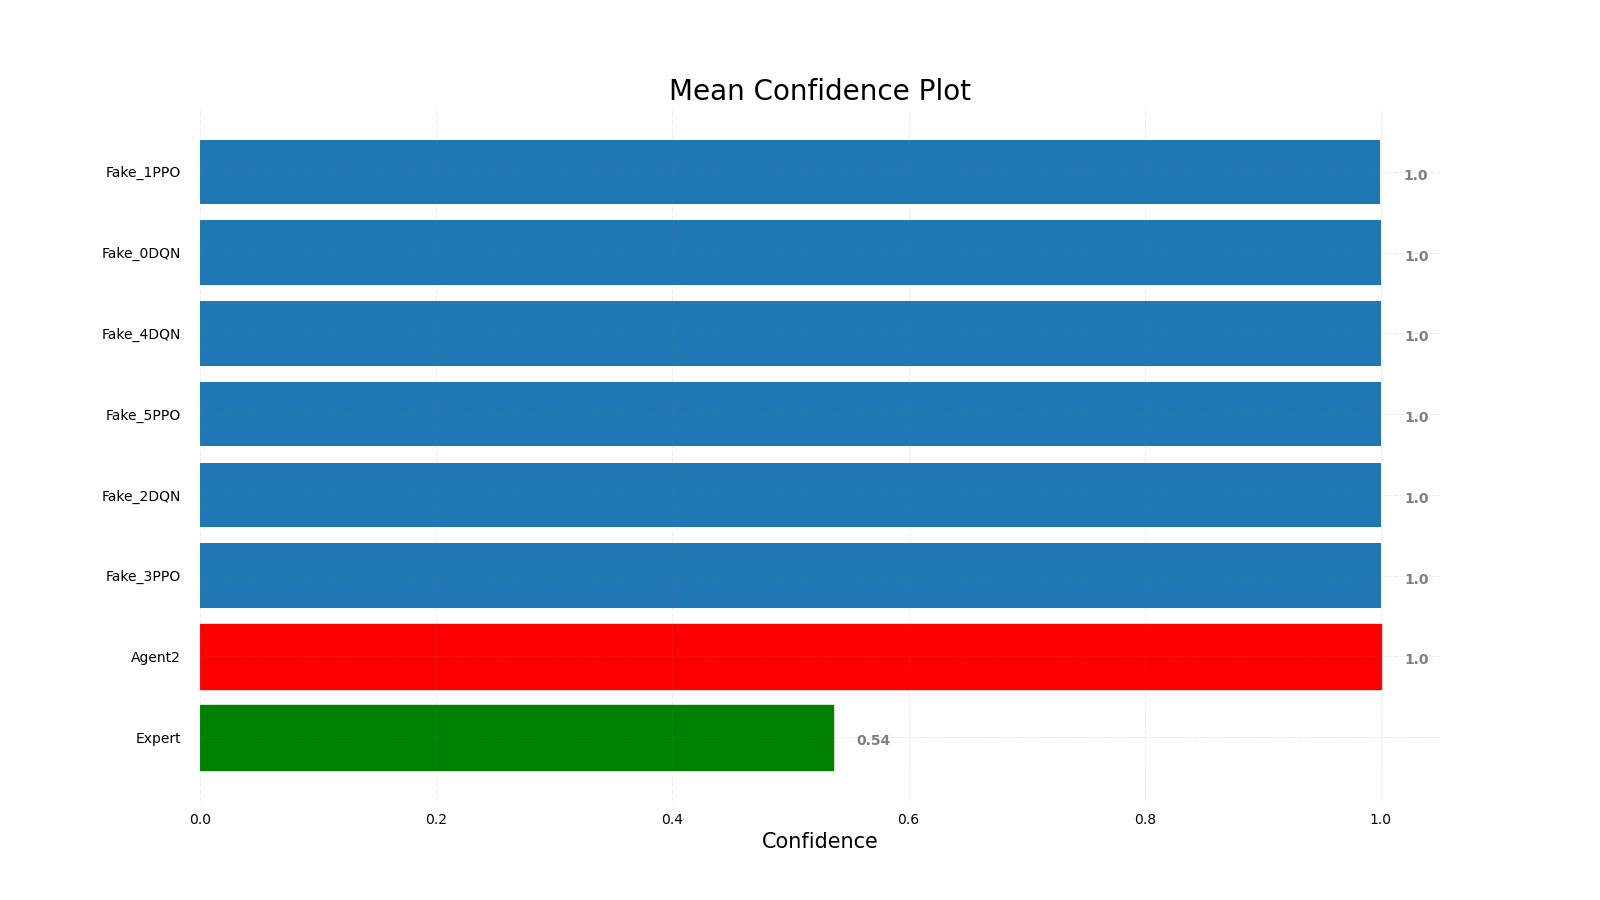 Mean Confidence Plot
Fake_1PPO 1.0
Fake_0DQN 1.0
Fake_4DQN 1.0
Fake_5PPO 1.0
Fake_2DQN 1.0
Fake_3PPO 1.0
Agent2 1.0
Expert 0.54
0.0 0.2 0.4 0.6 0.8 1.0
Confidence